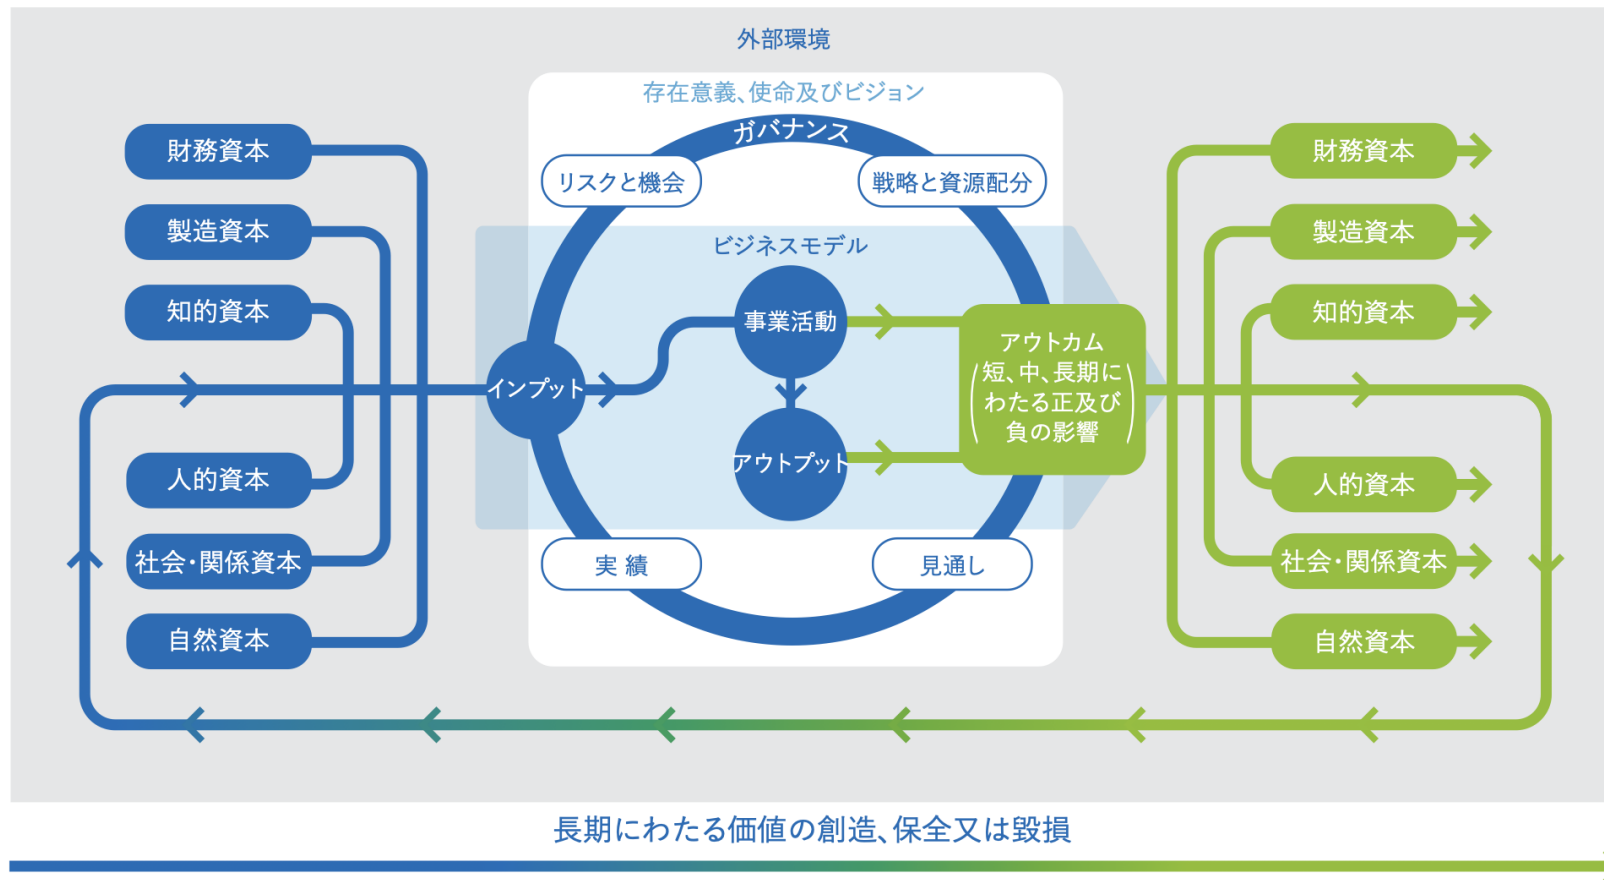 外部環境
存在意義、使命及びビジョン
ガバナンス
リスクと機会
戦略と資源配分
ビジネスモデル
財務資本
製造資本
知的資本
人的資本
社会・関係資本
自然資本
インプット
事業活動
アウトプット
アウトカム
(短、中、長期に
わたる正及び
負の影響)
実績
見通し
財務資本
製造資本
知的資本
人的資本
社会・関係資本
自然資本
長期にわたる価値の創造、保全又は毀損